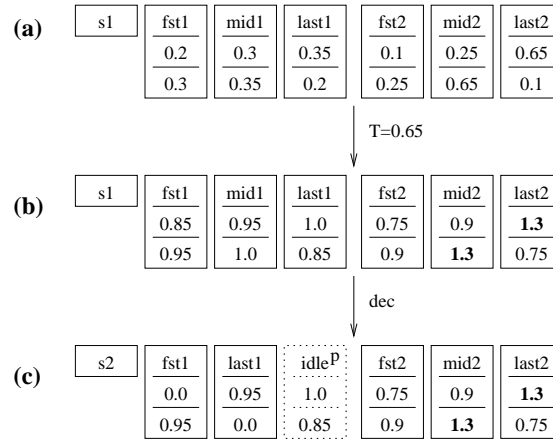 (a) s1 fst1 mid1 last1 fst2 mid2 last2
0.2 0.3 0.35 0.1 0.25 0.65
0.3 0.35 0.2 0.25 0.65 0.1
T=0.65
(b) s1 fst1 mid1 last1 fst2 mid2 last2
0.85 0.95 1.0 0.75 0.9 1.3
0.95 1.0 0.85 0.9 1.3 0.75
dec
(c) s2 fst1 last1 idle^p fst2 mid2 last2
0.0 0.95 1.0 0.75 0.9 1.3
0.95 0.0 0.85 0.9 1.3 0.75